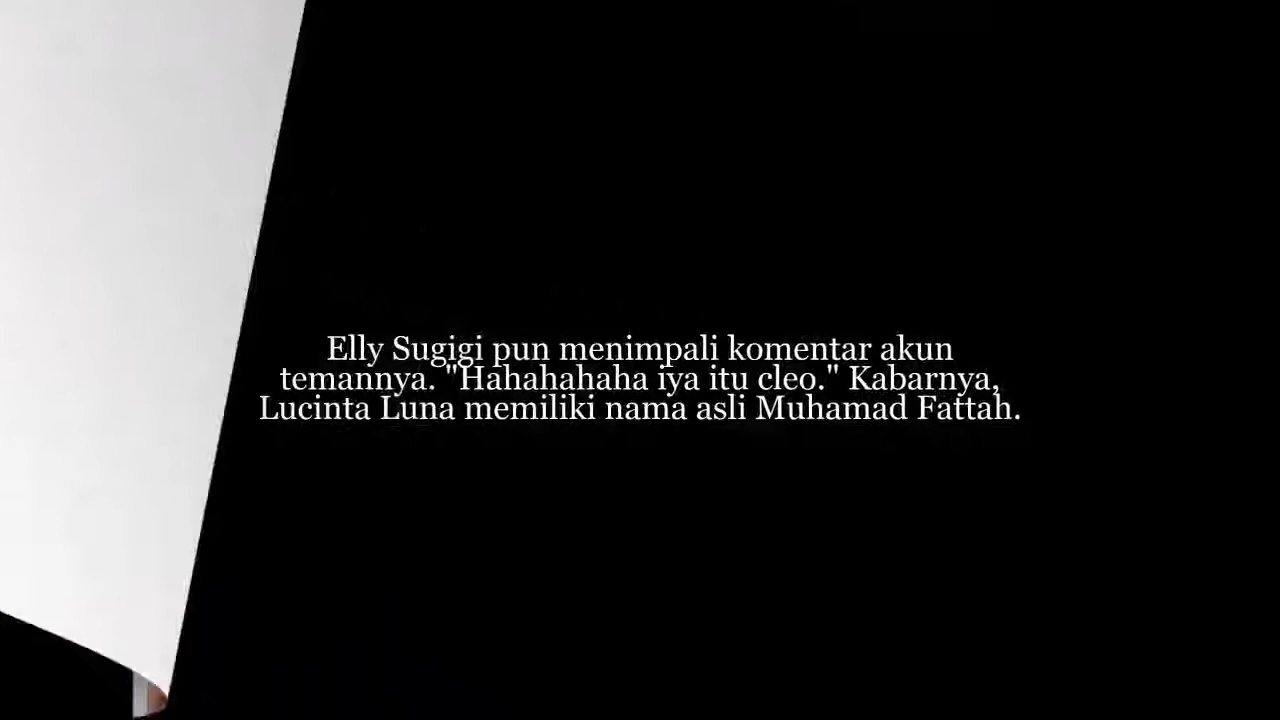 Elly Sugigi pun menimpali komentar akun
temannya. "Hahahahaha iya itu cleo." Kabarnya,
Lucinta Luna memiliki nama asli Muhamad Fattah.